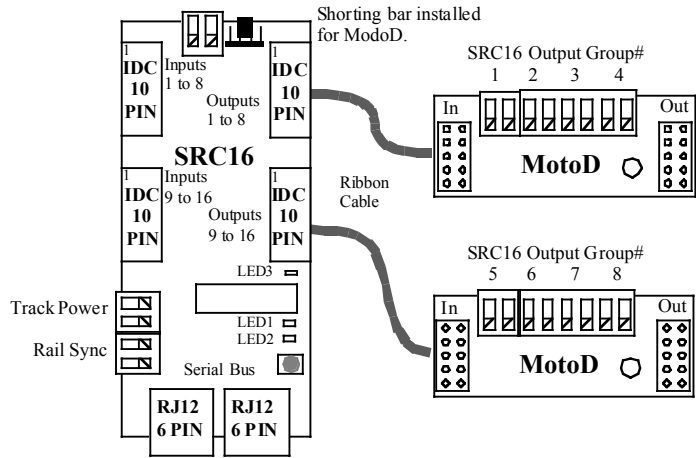 Shorting bar installed
for ModoD.
1
IDC
10
PIN
Inputs
1 to 8
Outputs
1 to 8
1
IDC
10
PIN
SRC16
1
IDC
10
PIN
Inputs
9 to 16
Outputs
9 to 16
1
IDC
10
PIN
LED3
LED1
LED2
Track Power
Rail Sync
Serial Bus
RJ12
6 PIN
RJ12
6 PIN
Ribbon
Cable
SRC16 Output Group#
1 2 3 4
In
Out
MotoD
SRC16 Output Group#
5 6 7 8
In
Out
MotoD